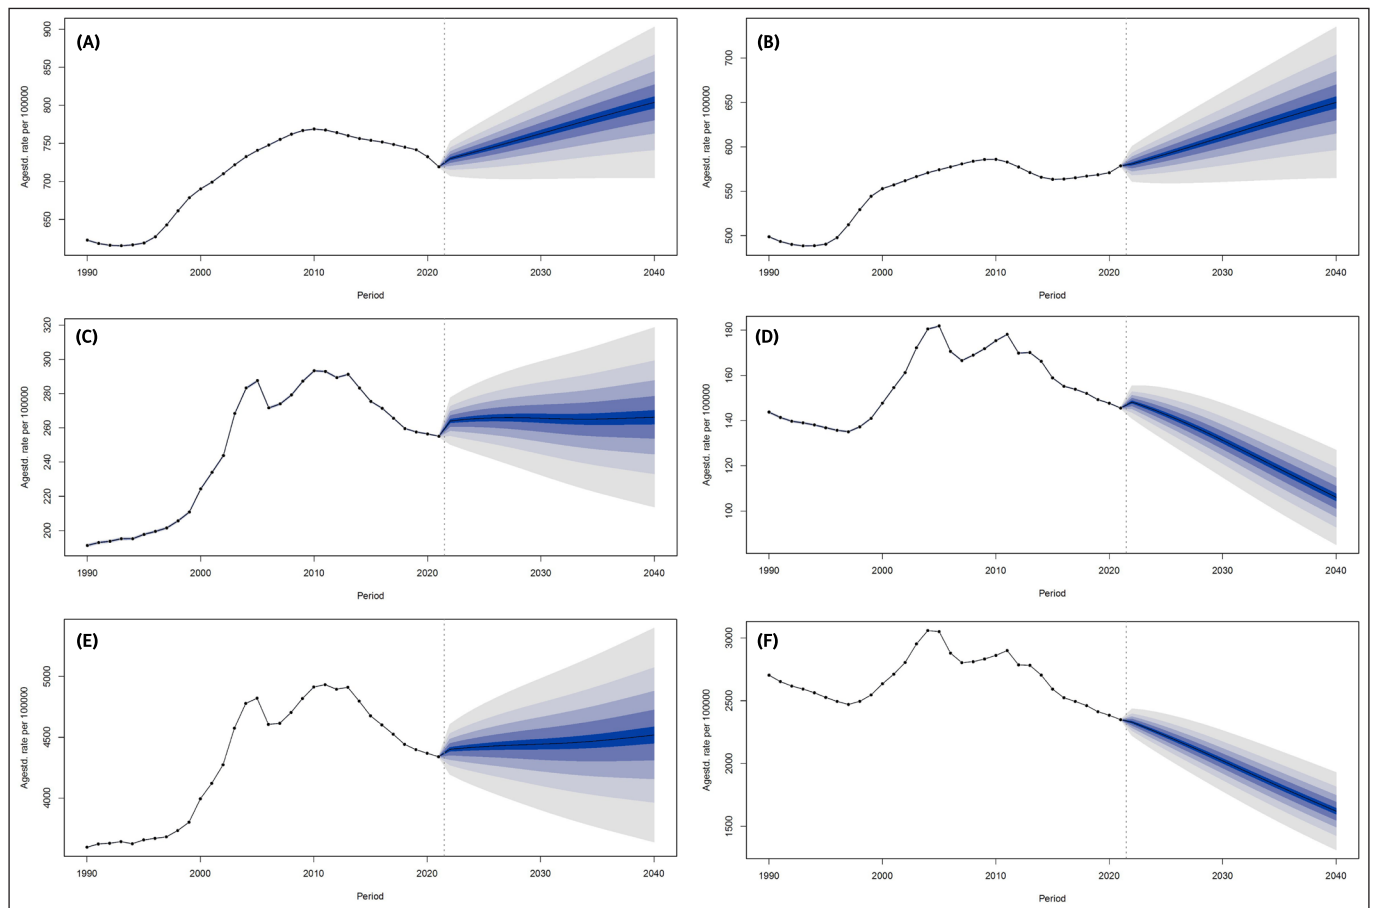 (A)
Agestd. rate per 100000
650 700 750 800 850 900
1990 2000 2010 2020 2030 2040
Period
(B)
Agestd. rate per 100000
500 550 600 650 700
1990 2000 2010 2020 2030 2040
Period
(C)
Agestd. rate per 100000
200 220 240 260 280 300 320
1990 2000 2010 2020 2030 2040
Period
(D)
Agestd. rate per 100000
100 120 140 160 180
1990 2000 2010 2020 2030 2040
Period
(E)
Agestd. rate per 100000
4000 4500 5000
1990 2000 2010 2020 2030 2040
Period
(F)
Agestd. rate per 100000
1500 2000 2500 3000
1990 2000 2010 2020 2030 2040
Period